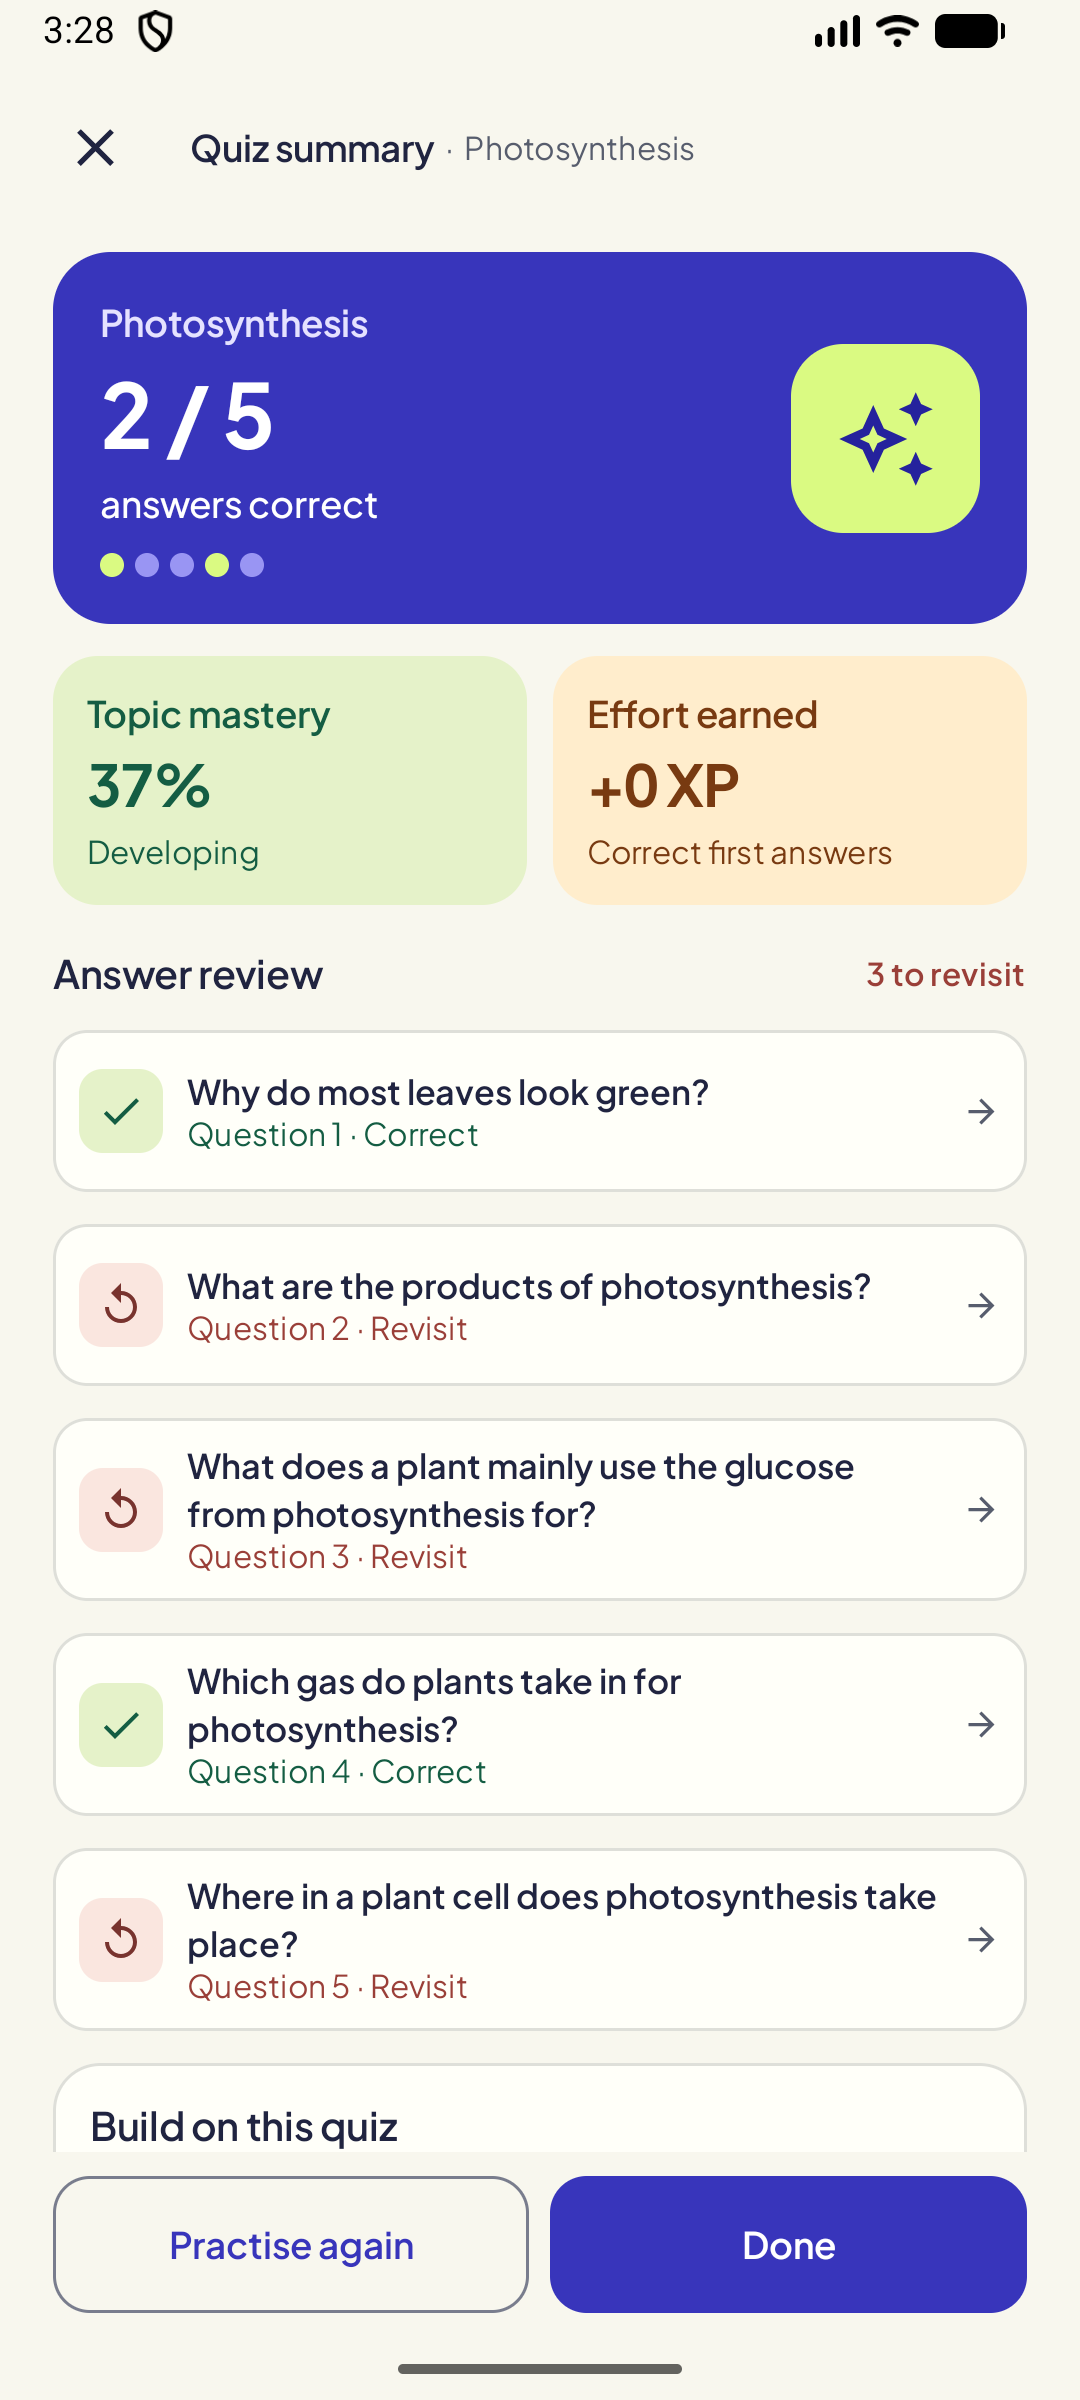 3:28
Quiz summary · Photosynthesis
Photosynthesis
2 / 5
answers correct
Topic mastery
37%
Developing
Effort earned
+0 XP
Correct first answers
Answer review
3 to revisit
Why do most leaves look green?
Question 1 · Correct
What are the products of photosynthesis?
Question 2 · Revisit
What does a plant mainly use the glucose
from photosynthesis for?
Question 3 · Revisit
Which gas do plants take in for
photosynthesis?
Question 4 · Correct
Where in a plant cell does photosynthesis take
place?
Question 5 · Revisit
Build on this quiz
Practise again
Done